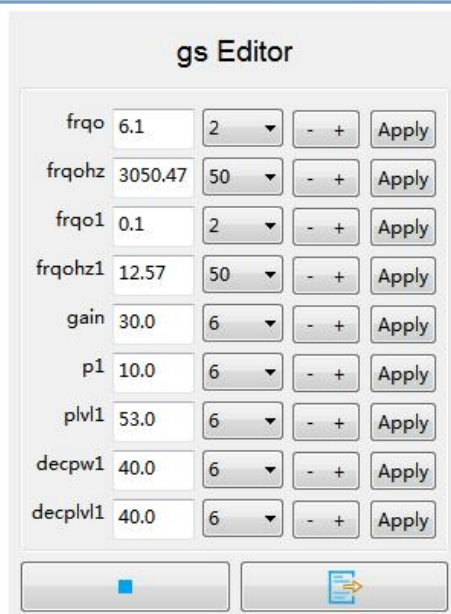 gs Editor
frqo 6.1 2 - + Apply
frqohz 3050.47 50 - + Apply
frqo1 0.1 2 - + Apply
frqohz1 12.57 50 - + Apply
gain 30.0 6 - + Apply
p1 10.0 6 - + Apply
plvl1 53.0 6 - + Apply
decpw1 40.0 6 - + Apply
decplvl1 40.0 6 - + Apply